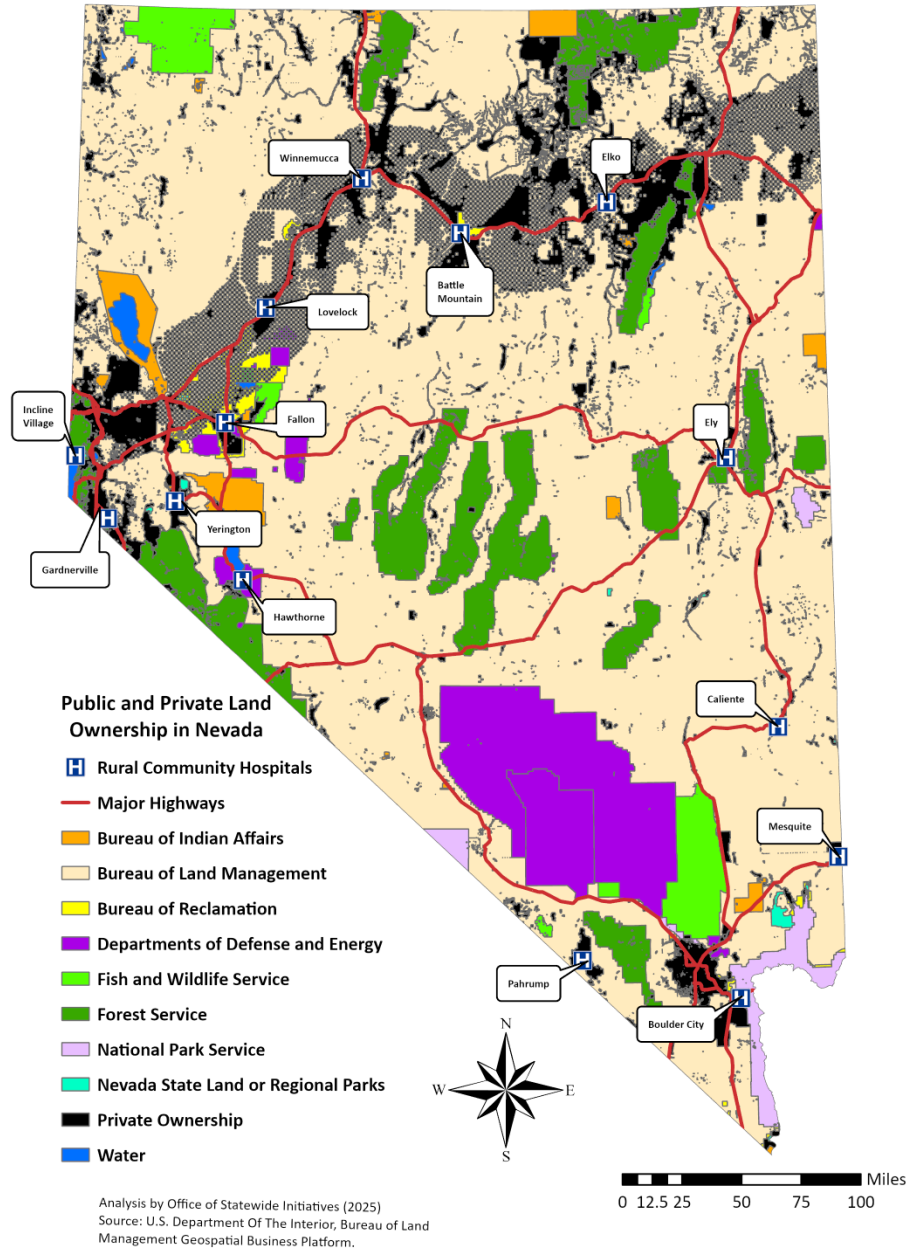 Winnemucca
Elko
Battle
Mountain
Lovelock
Incline
Village
Fallon
Ely
Yerington
Gardnerville
Hawthorne
Caliente
Mesquite
Pahrump
Boulder City
H
H
H
H
H
H
H
H
H
H
H
H
H
H
Public and Private Land
Ownership in Nevada
H Rural Community Hospitals
Major Highways
Bureau of Indian Affairs
Bureau of Land Management
Bureau of Reclamation
Departments of Defense and Energy
Fish and Wildlife Service
Forest Service
National Park Service
Nevada State Land or Regional Parks
Private Ownership
Water
N
W E
S
Miles
0 12.5 25 50 75 100
Analysis by Office of Statewide Initiatives (2025)
Source: U.S. Department Of The Interior, Bureau of Land
Management Geospatial Business Platform.